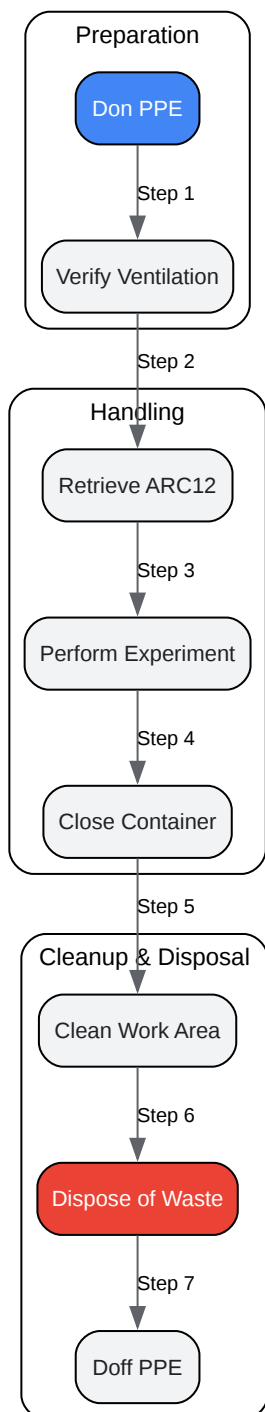 Preparation
Don PPE
Step 1
Verify Ventilation
Step 2
Handling
Retrieve ARC12
Step 3
Perform Experiment
Step 4
Close Container
Step 5
Cleanup & Disposal
Clean Work Area
Step 6
Dispose of Waste
Step 7
Doff PPE